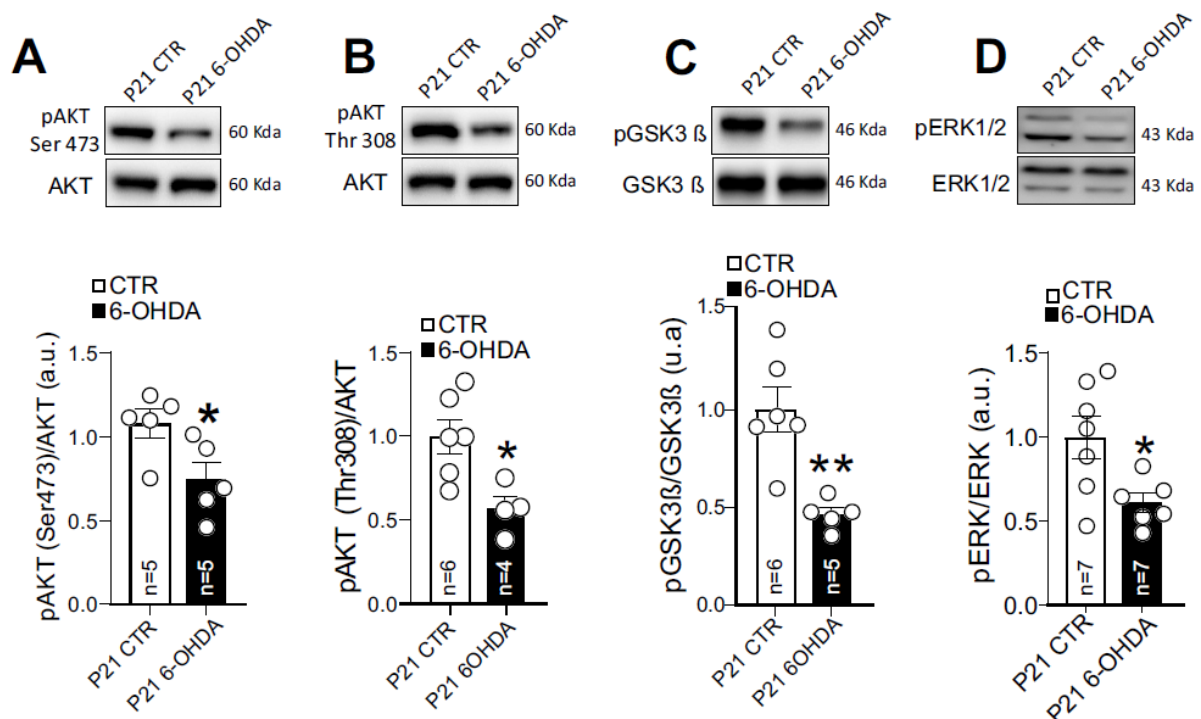 A
P21 CTR
P21 6-OHDA
pAKT
Ser 473
60 Kda
AKT
60 Kda
CTR
6-OHDA
pAKT (Ser473)/AKT (a.u.)
1.5
1.0
0.5
0.0
*
n=5
n=5
P21 CTR
P21 6-OHDA
B
P21 CTR
P21 6-OHDA
pAKT
Thr 308
60 Kda
AKT
60 Kda
CTR
6-OHDA
pAKT (Thr308)/AKT
1.5
1.0
0.5
0.0
*
n=6
n=4
P21 CTR
P21 6OHDA
C
P21 CTR
P21 6-OHDA
pGSK3 ß
46 Kda
GSK3 ß
46 Kda
CTR
6-OHDA
pGSK3ß/GSK3ß (u.a)
1.5
1.0
0.5
0.0
**
n=6
n=5
P21 CTR
P21 6OHDA
D
P21 CTR
P21 6-OHDA
pERK1/2
43 Kda
ERK1/2
43 Kda
CTR
6-OHDA
pERK/ERK (a.u.)
1.5
1.0
0.5
0.0
*
n=7
n=7
P21 CTR
P21 6-OHDA